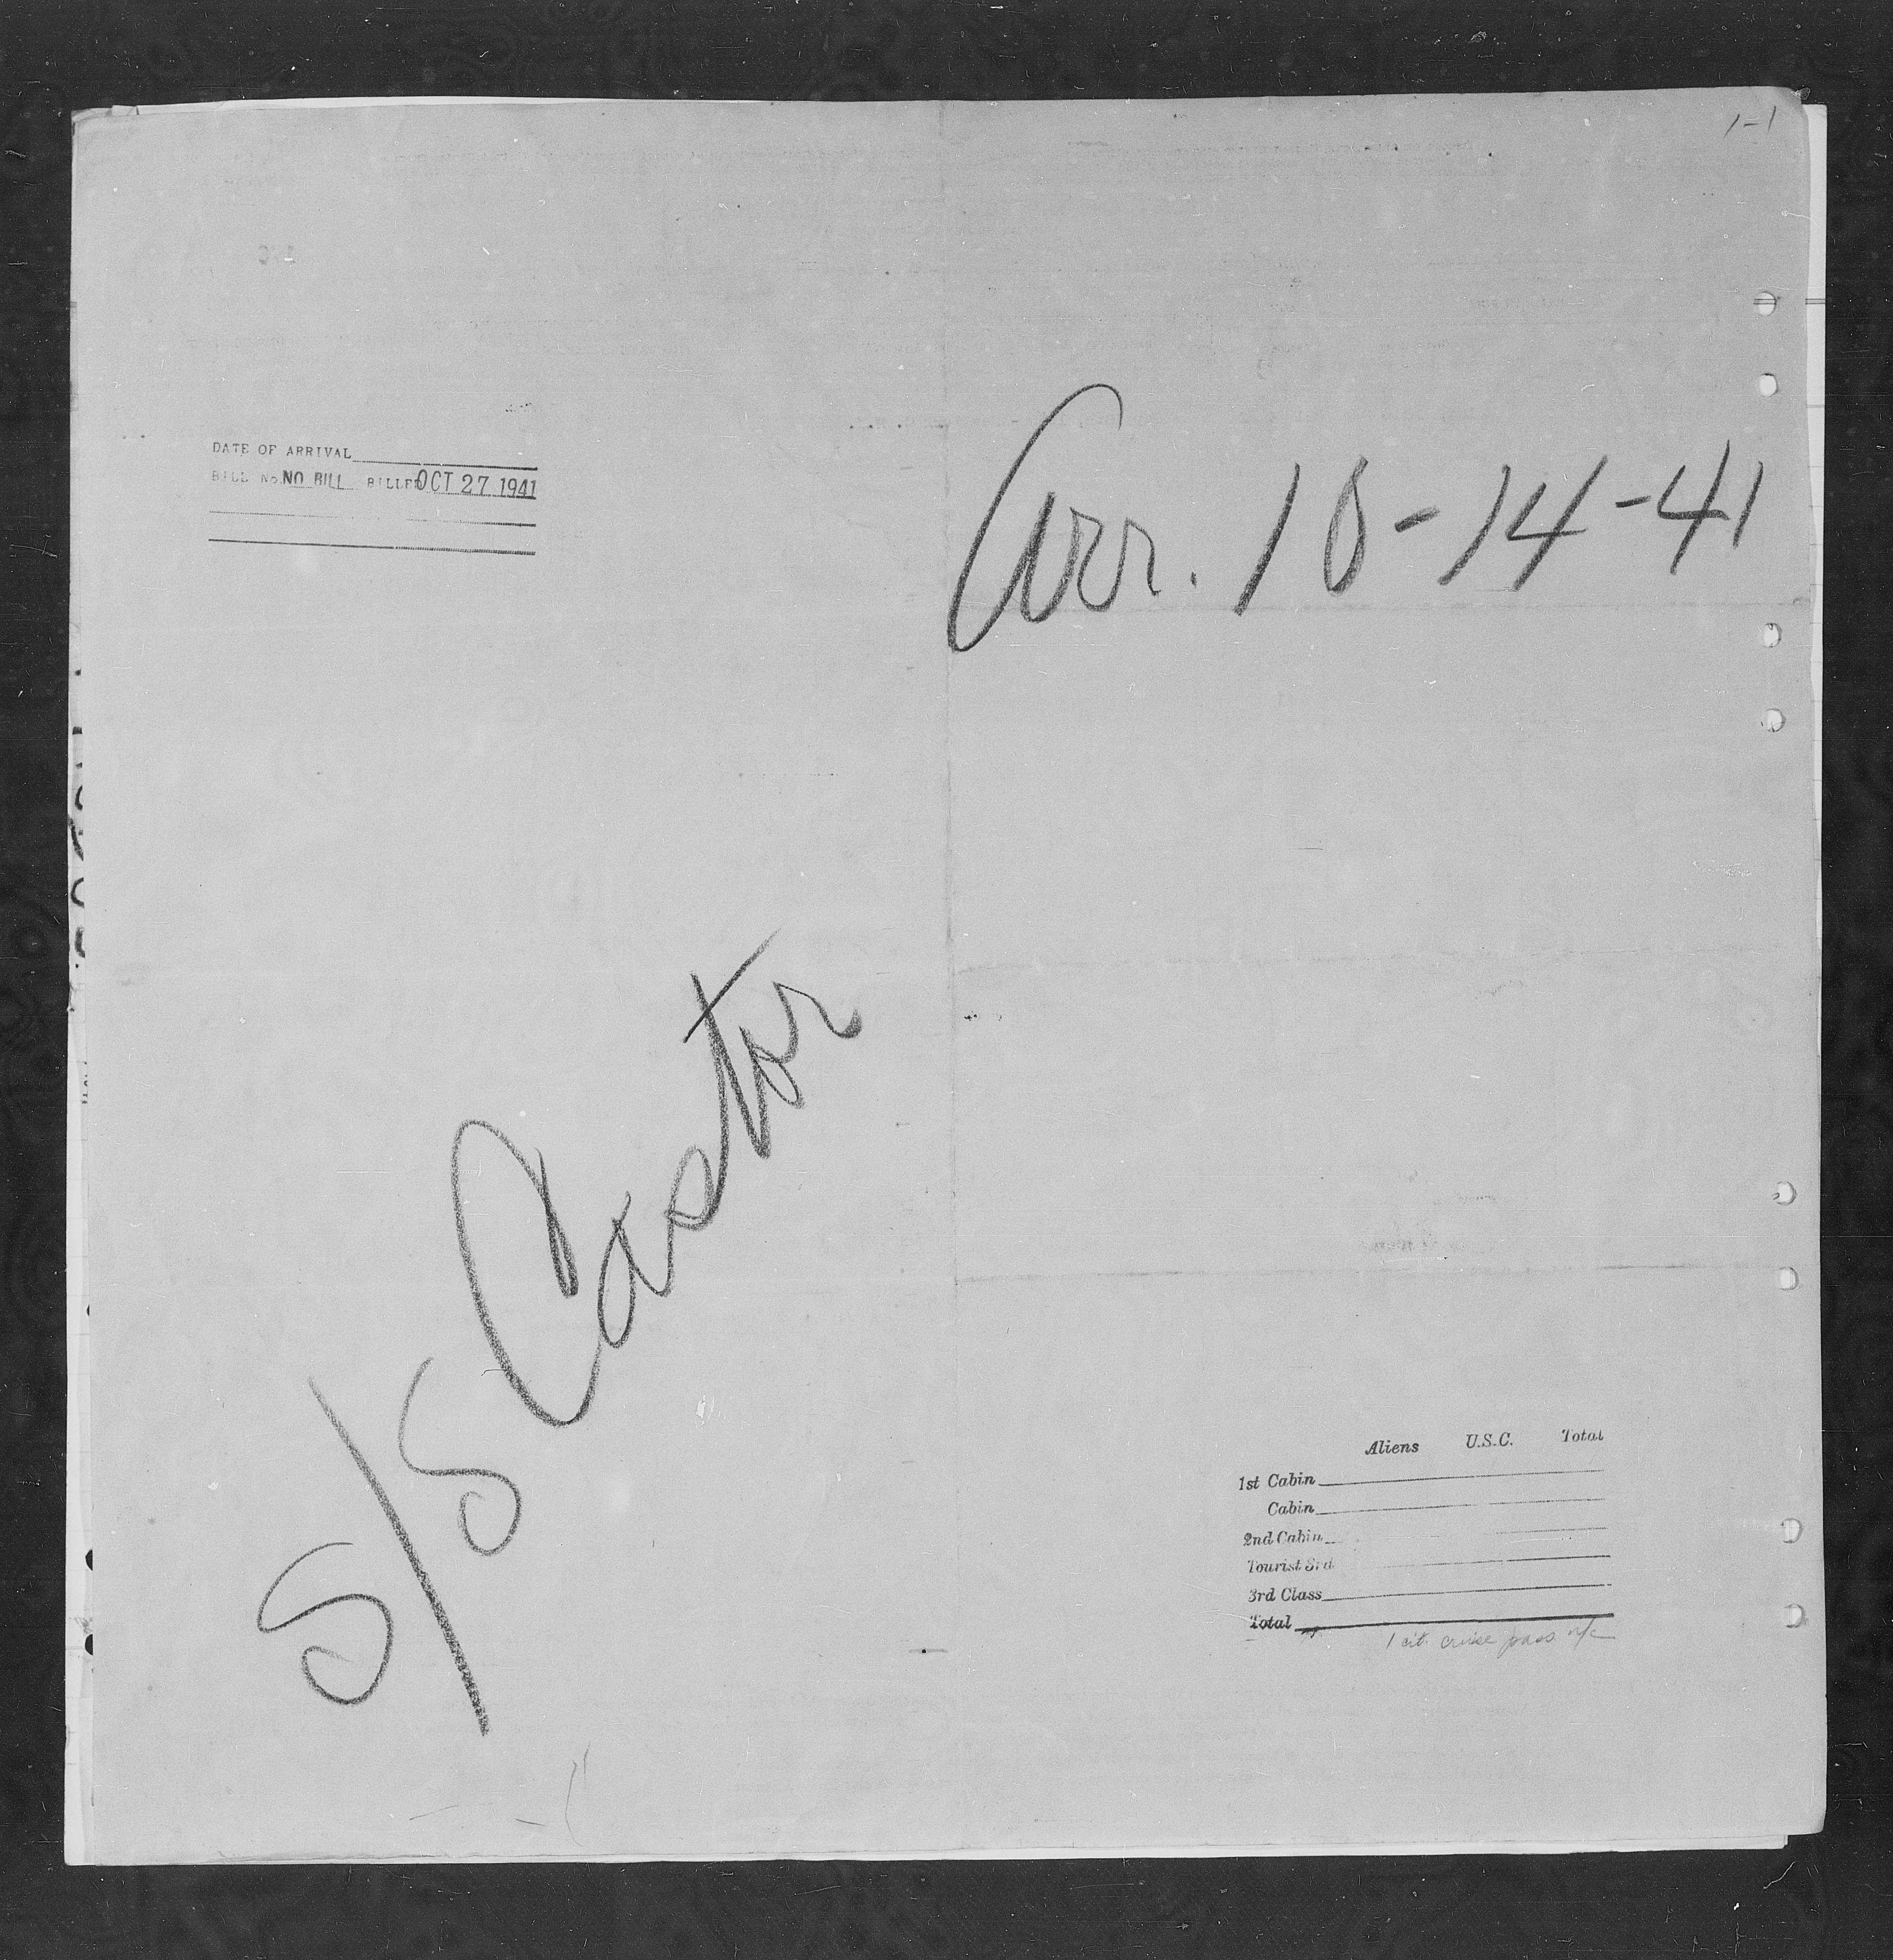 1-1
DATE OF ARRIVAL
BILL No. NO BILL BILLED OCT 27 1941
Arr. 10-14-41
S/S Castor
Aliens U.S.C. Total
1st Cabin
Cabin
2nd Cabin
Tourist 3rd
3rd Class
Total
1 cit. cruise pass n/c